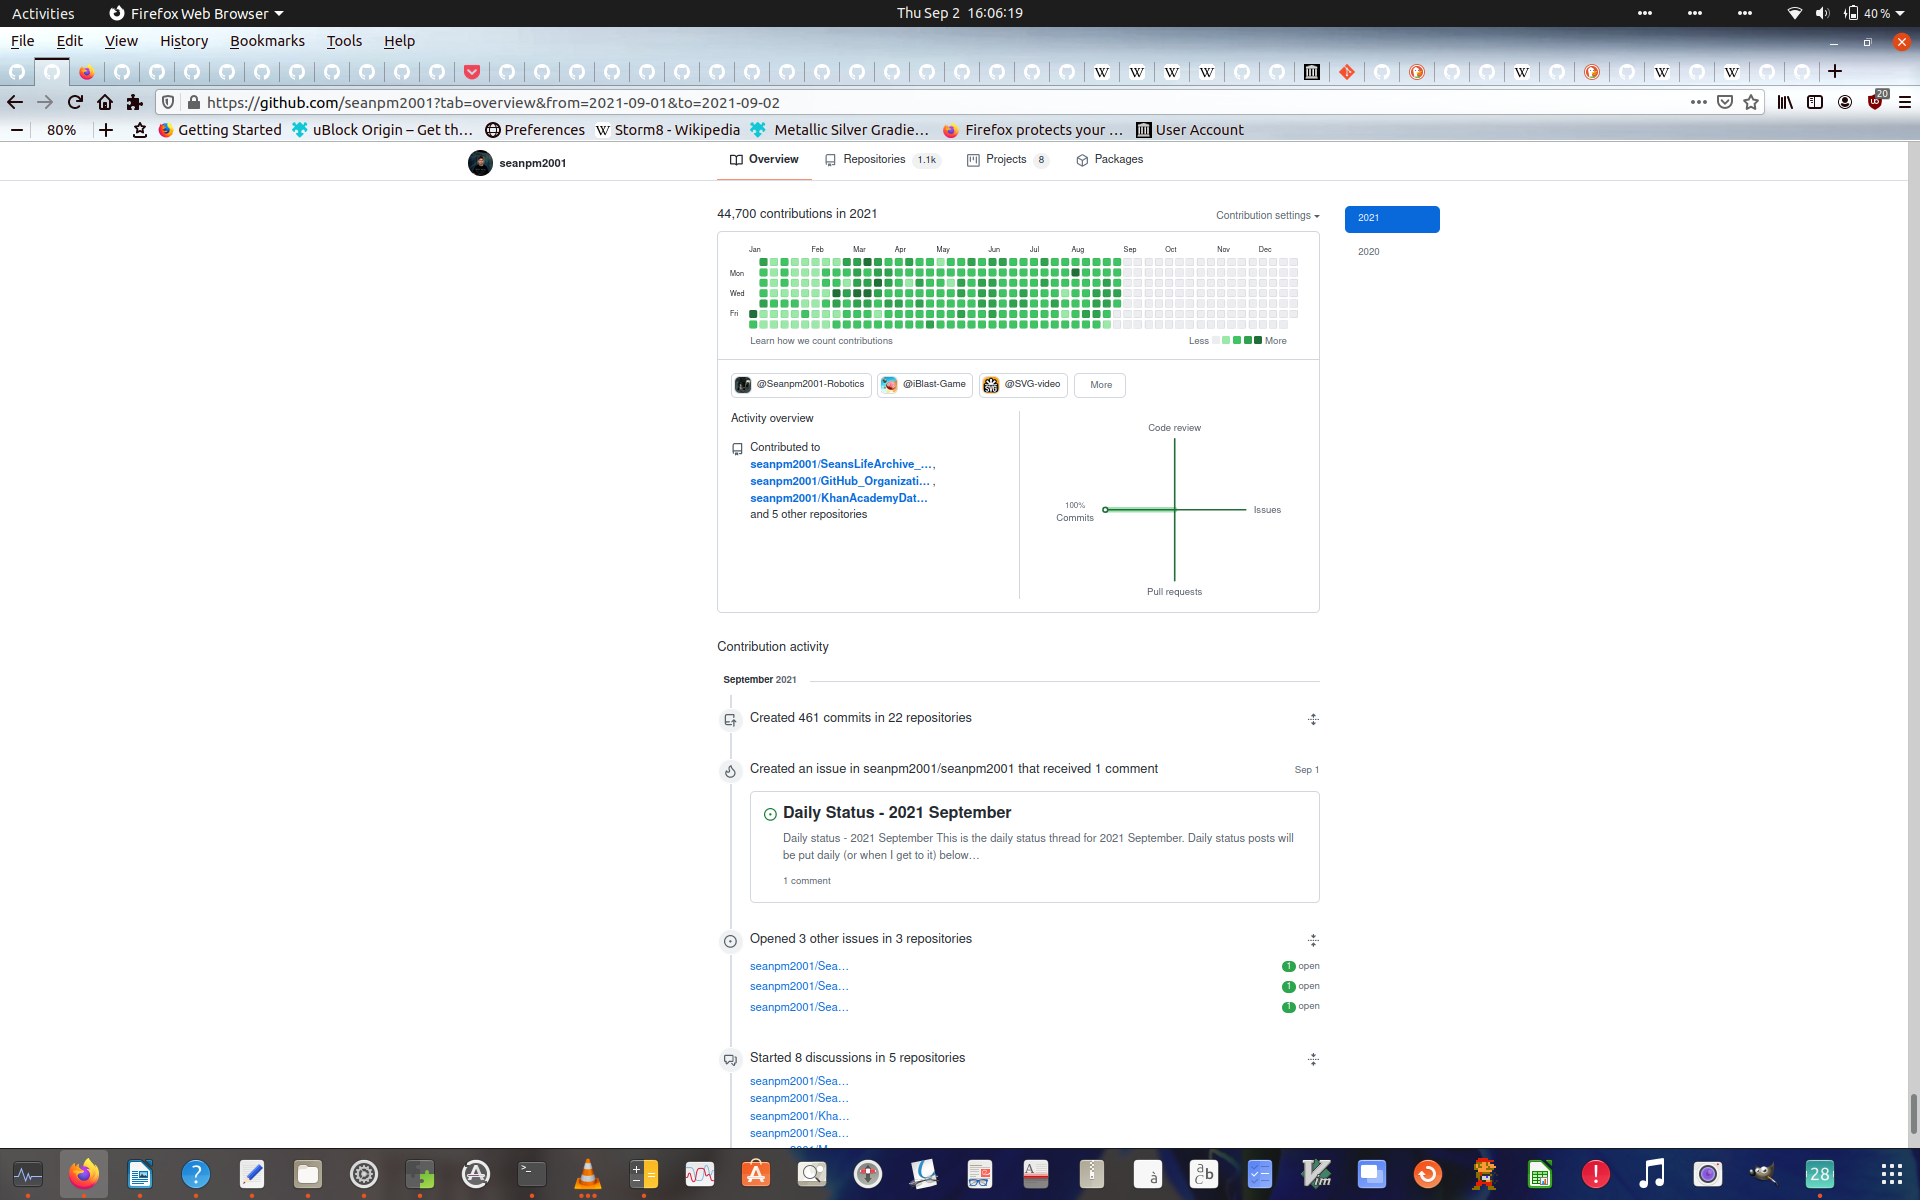 Activities
Firefox Web Browser
Thu Sep 2 16:06:19
40 %
File Edit View History Bookmarks Tools Help
https://github.com/seanpm2001?tab=overview&from=2021-09-01&to=2021-09-02
20
80%
Getting Started
uBlock Origin – Get th…
Preferences
Storm8 - Wikipedia
Metallic Silver Gradie…
Firefox protects your …
User Account
seanpm2001
Overview
Repositories 1.1k
Projects 8
Packages
44,700 contributions in 2021
Contribution settings
2021
2020
Jan Feb Mar Apr May Jun Jul Aug Sep Oct Nov Dec
Mon
Wed
Fri
Learn how we count contributions
Less More
@Seanpm2001-Robotics
@iBlast-Game
@SVG-video
More
Activity overview
Contributed to
seanpm2001/SeansLifeArchive_…,
seanpm2001/GitHub_Organizati… ,
seanpm2001/KhanAcademyDat…
and 5 other repositories
Code review
100%
Commits
Issues
Pull requests
Contribution activity
September 2021
Created 461 commits in 22 repositories
Created an issue in seanpm2001/seanpm2001 that received 1 comment
Sep 1
Daily Status - 2021 September
Daily status - 2021 September This is the daily status thread for 2021 September. Daily status posts will
be put daily (or when I get to it) below…
1 comment
Opened 3 other issues in 3 repositories
seanpm2001/Sea…
1 open
seanpm2001/Sea…
1 open
seanpm2001/Sea…
1 open
Started 8 discussions in 5 repositories
seanpm2001/Sea…
seanpm2001/Sea…
seanpm2001/Kha…
seanpm2001/Sea…
28